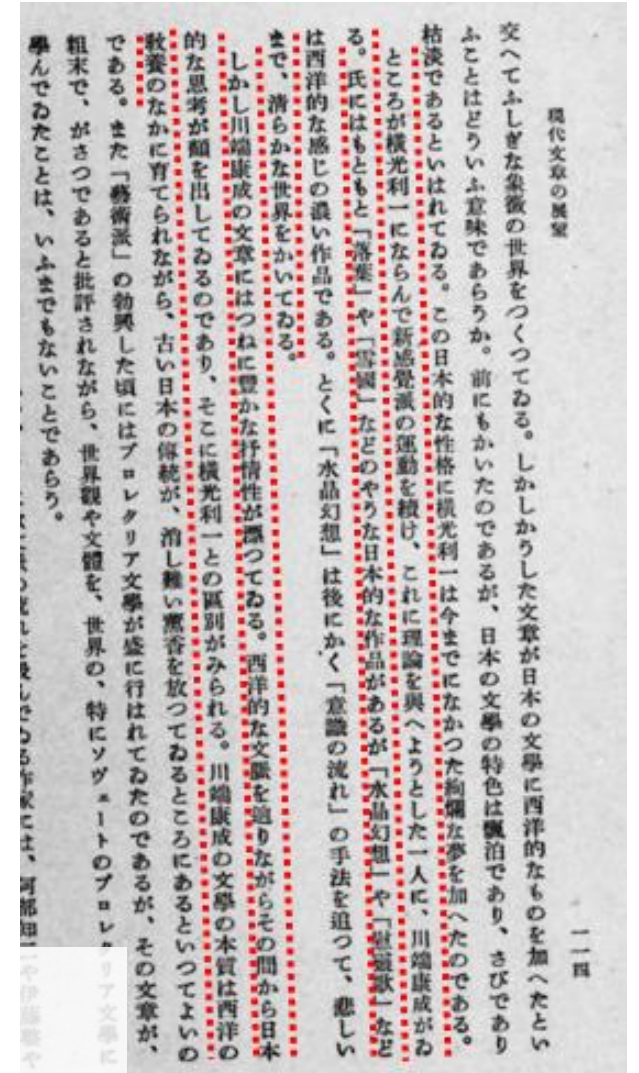 現代文章の展望
一一四
交へてふしぎな象徴の世界をつくつてゐる。しかしかうした文章が日本の文學に西洋的なものを加へたとい
ふことはどういふ意味であらうか。前にもかいたのであるが、日本の文學の特色は飄泊であり、さびであり
枯淡であるといはれてゐる。この日本的な性格に横光利一は今までになかつた絢爛な夢を加へたのである。
ところが横光利一にならんで新感覺派の運動を續け、これに理論を與へようとした一人に、川端康成がゐ
る。氏にはもともと「落葉」や「雪國」などのやうな日本的な作品があるが「水晶幻想」や「慰靈歌」など
は西洋的な感じの濃い作品である。とくに「水晶幻想」は後にかく「意識の流れ」の手法を追つて、悲しい
まで、清らかな世界をかいてゐる。
しかし川端康成の文章にはつねに豐かな抒情性が漂つてゐる。西洋的な文脈を辿りながらその間から日本
的な思考が顏を出してゐるのであり、そこに横光利一との區別がみられる。川端康成の文學の本質は西洋の
敎養のなかに育てられながら、古い日本の傳統が、消し難い薫香を放つてゐるところにあるといつてよいの
である。また「藝術派」の勃興した頃にはプロレタリア文學が盛に行はれてゐたのであるが、その文章が、
粗末で、がさつであると批評されながら、世界觀や文體を、世界の、特にソヴェートのプロレタリア文學に
學んでゐたことは、いふまでもないことであらう。
んでゐる作家には、阿部知二や伊藤整や